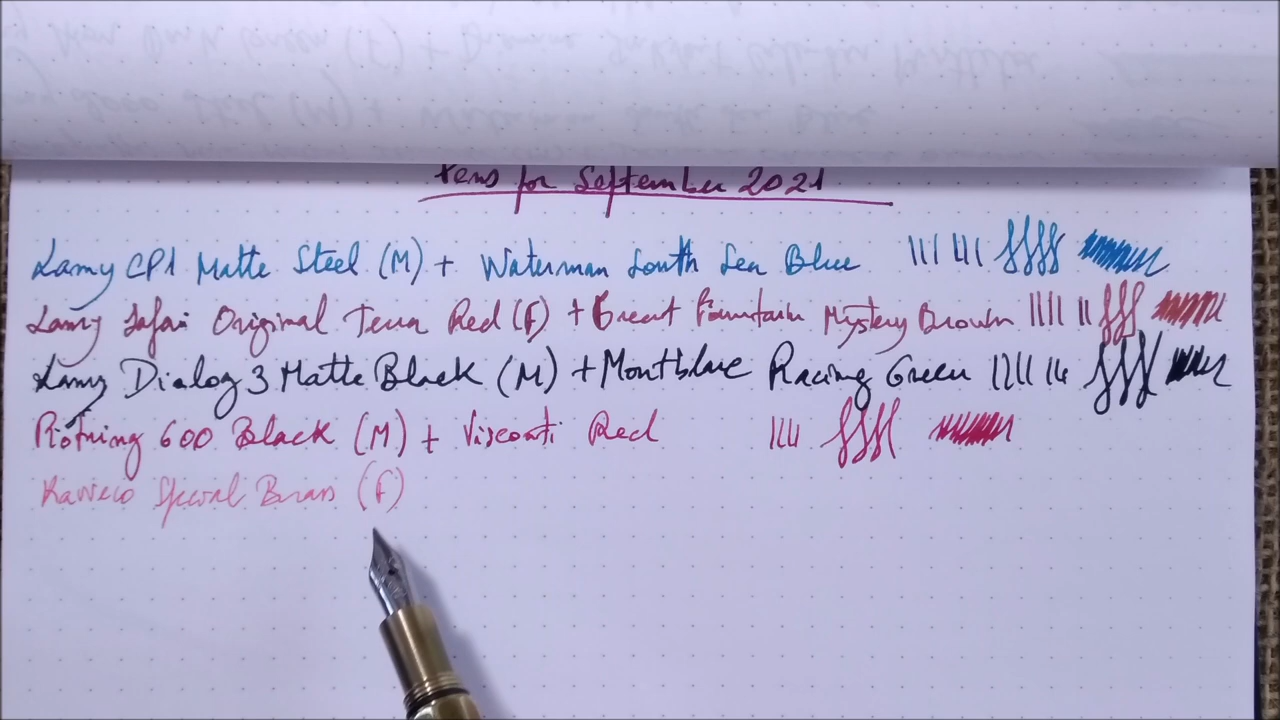 Pens for September 2021
Lamy CP1 Matte Steel (M) + Waterman South Sea Blue
Lamy Safari Original Terra Red (F) + Great Fountain Mystery Brown
Lamy Dialog 3 Matte Black (M) + Montblanc Racing Green
Rotring 600 Black (M) + Visconti Red
Kaweco Special Brass (F)